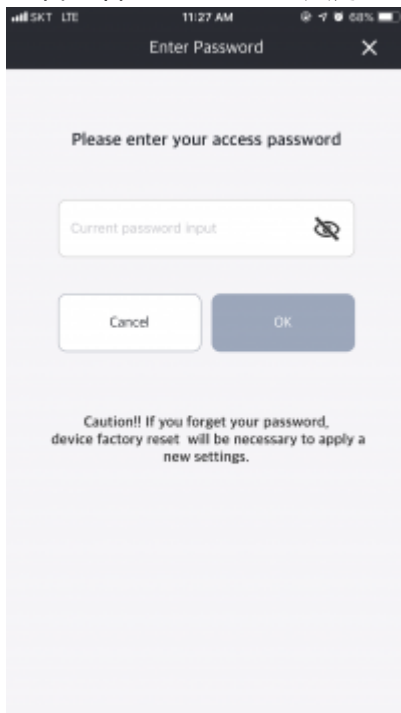 SKT LTE 11:27 AM 68%
Enter Password
Please enter your access password
Current password input
Cancel OK
Caution!! If you forget your password,
device factory reset will be necessary to apply a
new settings.